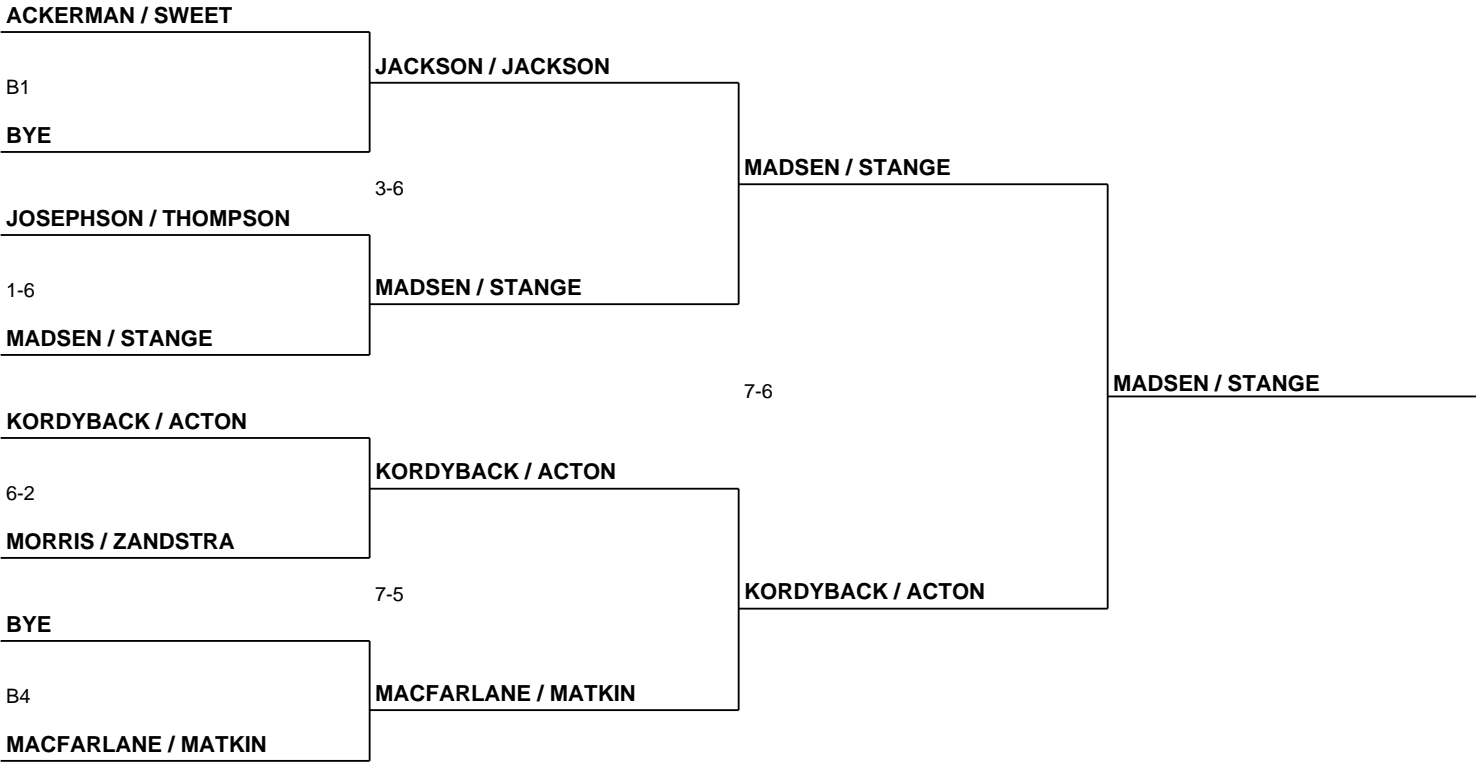 ACKERMAN / SWEET
B1
BYE
JACKSON / JACKSON
3-6
JOSEPHSON / THOMPSON
1-6
MADSEN / STANGE
MADSEN / STANGE
MADSEN / STANGE
7-6
MADSEN / STANGE
KORDYBACK / ACTON
6-2
MORRIS / ZANDSTRA
KORDYBACK / ACTON
7-5
KORDYBACK / ACTON
BYE
B4
MACFARLANE / MATKIN
MACFARLANE / MATKIN